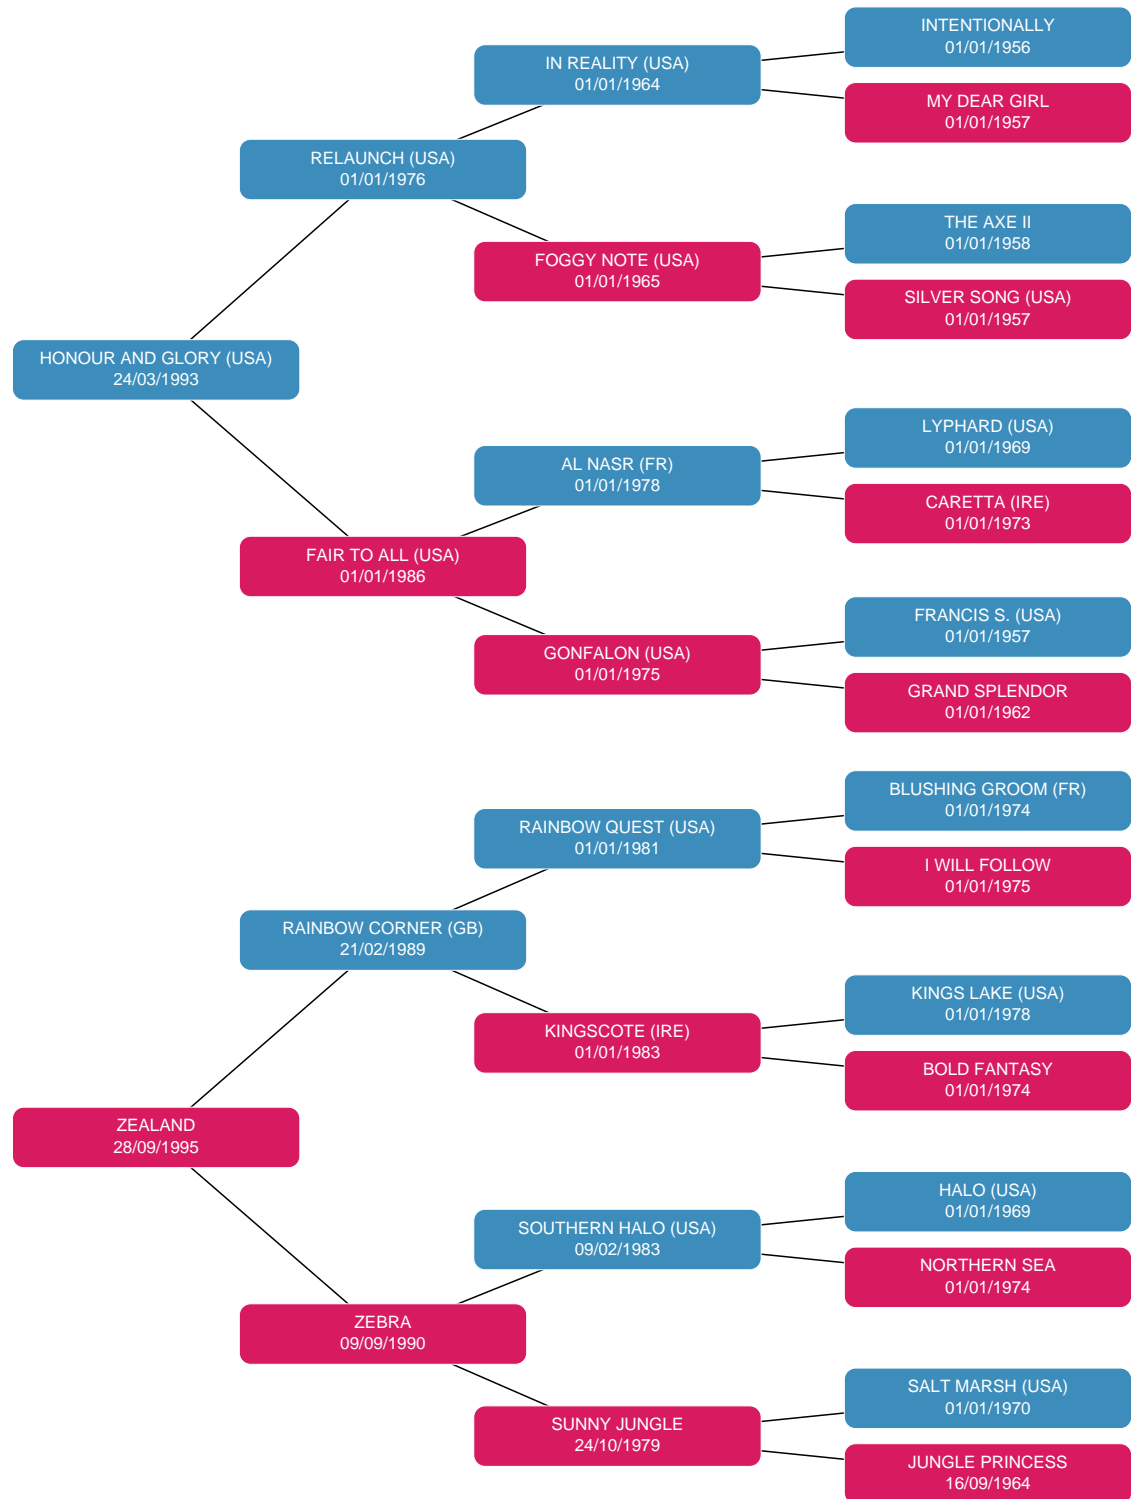 INTENTIONALLY
01/01/1956
IN REALITY (USA)
01/01/1964
MY DEAR GIRL
01/01/1957
RELAUNCH (USA)
01/01/1976
THE AXE II
01/01/1958
FOGGY NOTE (USA)
01/01/1965
SILVER SONG (USA)
01/01/1957
HONOUR AND GLORY (USA)
24/03/1993
LYPHARD (USA)
01/01/1969
AL NASR (FR)
01/01/1978
CARETTA (IRE)
01/01/1973
FAIR TO ALL (USA)
01/01/1986
FRANCIS S. (USA)
01/01/1957
GONFALON (USA)
01/01/1975
GRAND SPLENDOR
01/01/1962
BLUSHING GROOM (FR)
01/01/1974
RAINBOW QUEST (USA)
01/01/1981
I WILL FOLLOW
01/01/1975
RAINBOW CORNER (GB)
21/02/1989
KINGS LAKE (USA)
01/01/1978
KINGSCOTE (IRE)
01/01/1983
BOLD FANTASY
01/01/1974
ZEALAND
28/09/1995
HALO (USA)
01/01/1969
SOUTHERN HALO (USA)
09/02/1983
NORTHERN SEA
01/01/1974
ZEBRA
09/09/1990
SALT MARSH (USA)
01/01/1970
SUNNY JUNGLE
24/10/1979
JUNGLE PRINCESS
16/09/1964